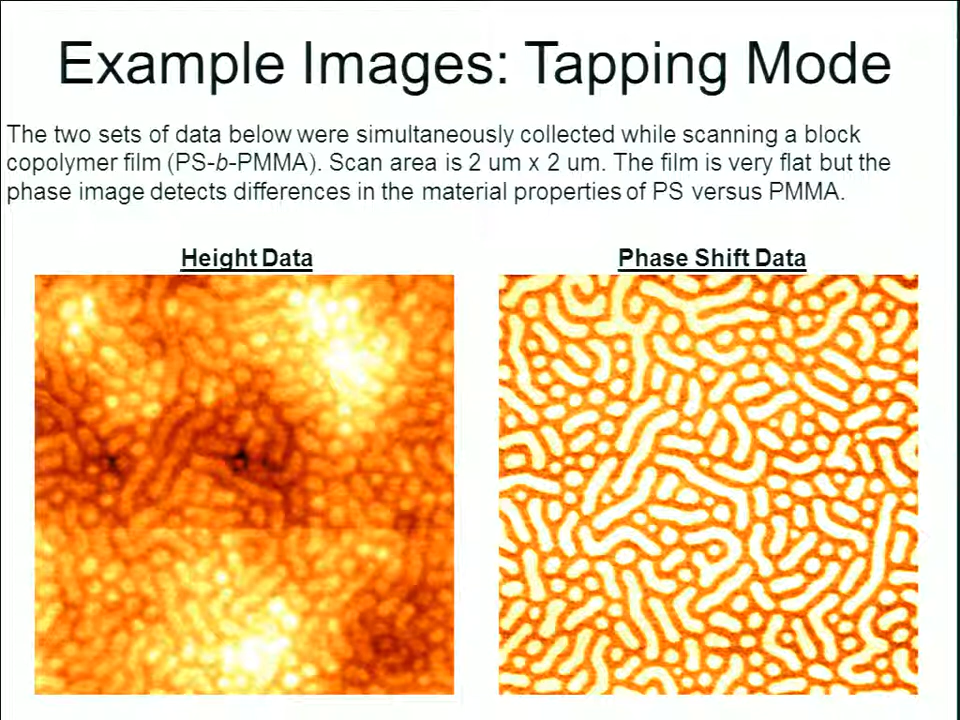 Example Images: Tapping Mode
The two sets of data below were simultaneously collected while scanning a block
copolymer film (PS-b-PMMA). Scan area is 2 um x 2 um. The film is very flat but the
phase image detects differences in the material properties of PS versus PMMA.
Height Data
Phase Shift Data